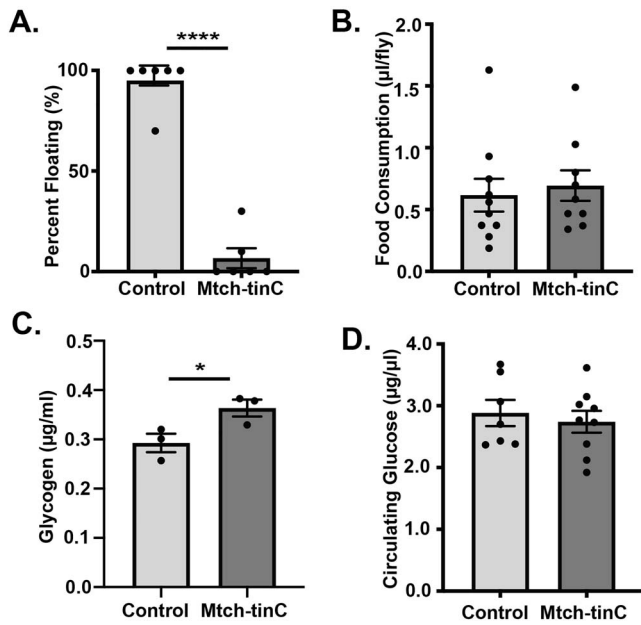 A.
****
Percent Floating (%)
100
50
0
Control Mtch-tinC
B.
Food Consumption (µl/fly)
2.0
1.5
1.0
0.5
0.0
Control Mtch-tinC
C.
*
Glycogen (µg/ml)
0.5
0.4
0.3
0.2
0.1
0.0
Control Mtch-tinC
D.
Circulating Glucose (µg/µl)
4.0
3.0
2.0
1.0
0.0
Control Mtch-tinC